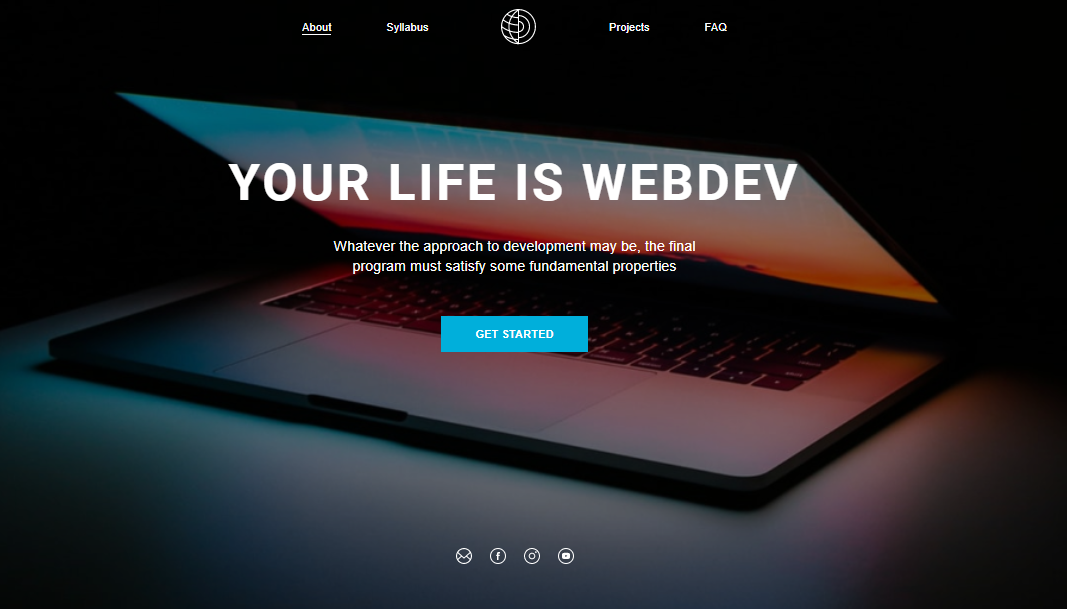 About Syllabus Projects FAQ
YOUR LIFE IS WEBDEV
Whatever the approach to development may be, the final
program must satisfy some fundamental properties
GET STARTED